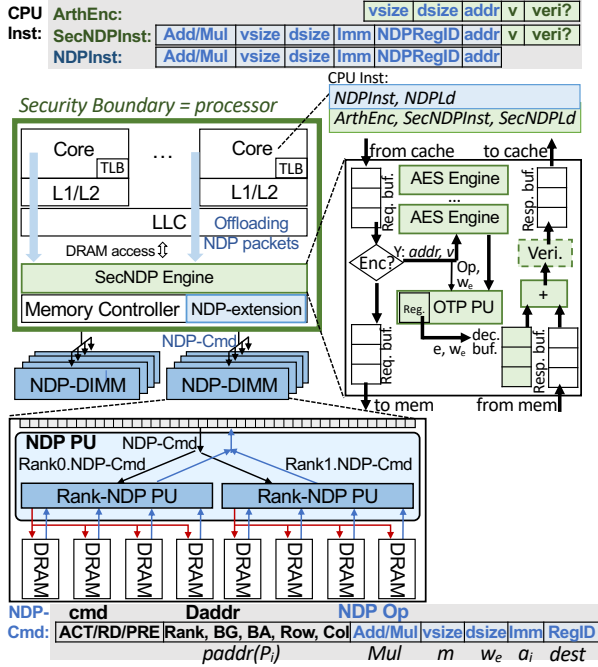 CPU ArthEnc: vsize dsize addr v veri?
Inst: SecNDPInst: Add/Mul vsize dsize Imm NDPRegID addr v veri?
NDPInst: Add/Mul vsize dsize Imm NDPRegID addr
CPU Inst:
NDPInst, NDPLd
ArthEnc, SecNDPInst, SecNDPLd
Security Boundary = processor
Core ... Core
TLB TLB
L1/L2 L1/L2
LLC Offloading
NDP packets
DRAM access
SecNDP Engine
Memory Controller NDP-extension
NDP-Cmd
NDP-DIMM NDP-DIMM
from cache to cache
Req. buf.
AES Engine
...
AES Engine
Resp. buf.
Enc?
Y: addr, v
Op,
wₑ
Veri.
+
Reg. OTP PU
Req. buf.
e, wₑ
dec.
buf.
Resp. buf.
to mem from mem
NDP PU
NDP-Cmd
Rank0.NDP-Cmd Rank1.NDP-Cmd
Rank-NDP PU Rank-NDP PU
DRAM DRAM DRAM DRAM DRAM DRAM DRAM DRAM
NDP- cmd Daddr NDP Op
Cmd: ACT/RD/PRE Rank, BG, BA, Row, Col Add/Mul vsize dsize Imm RegID
paddr(Pᵢ) Mul m wₑ aᵢ dest